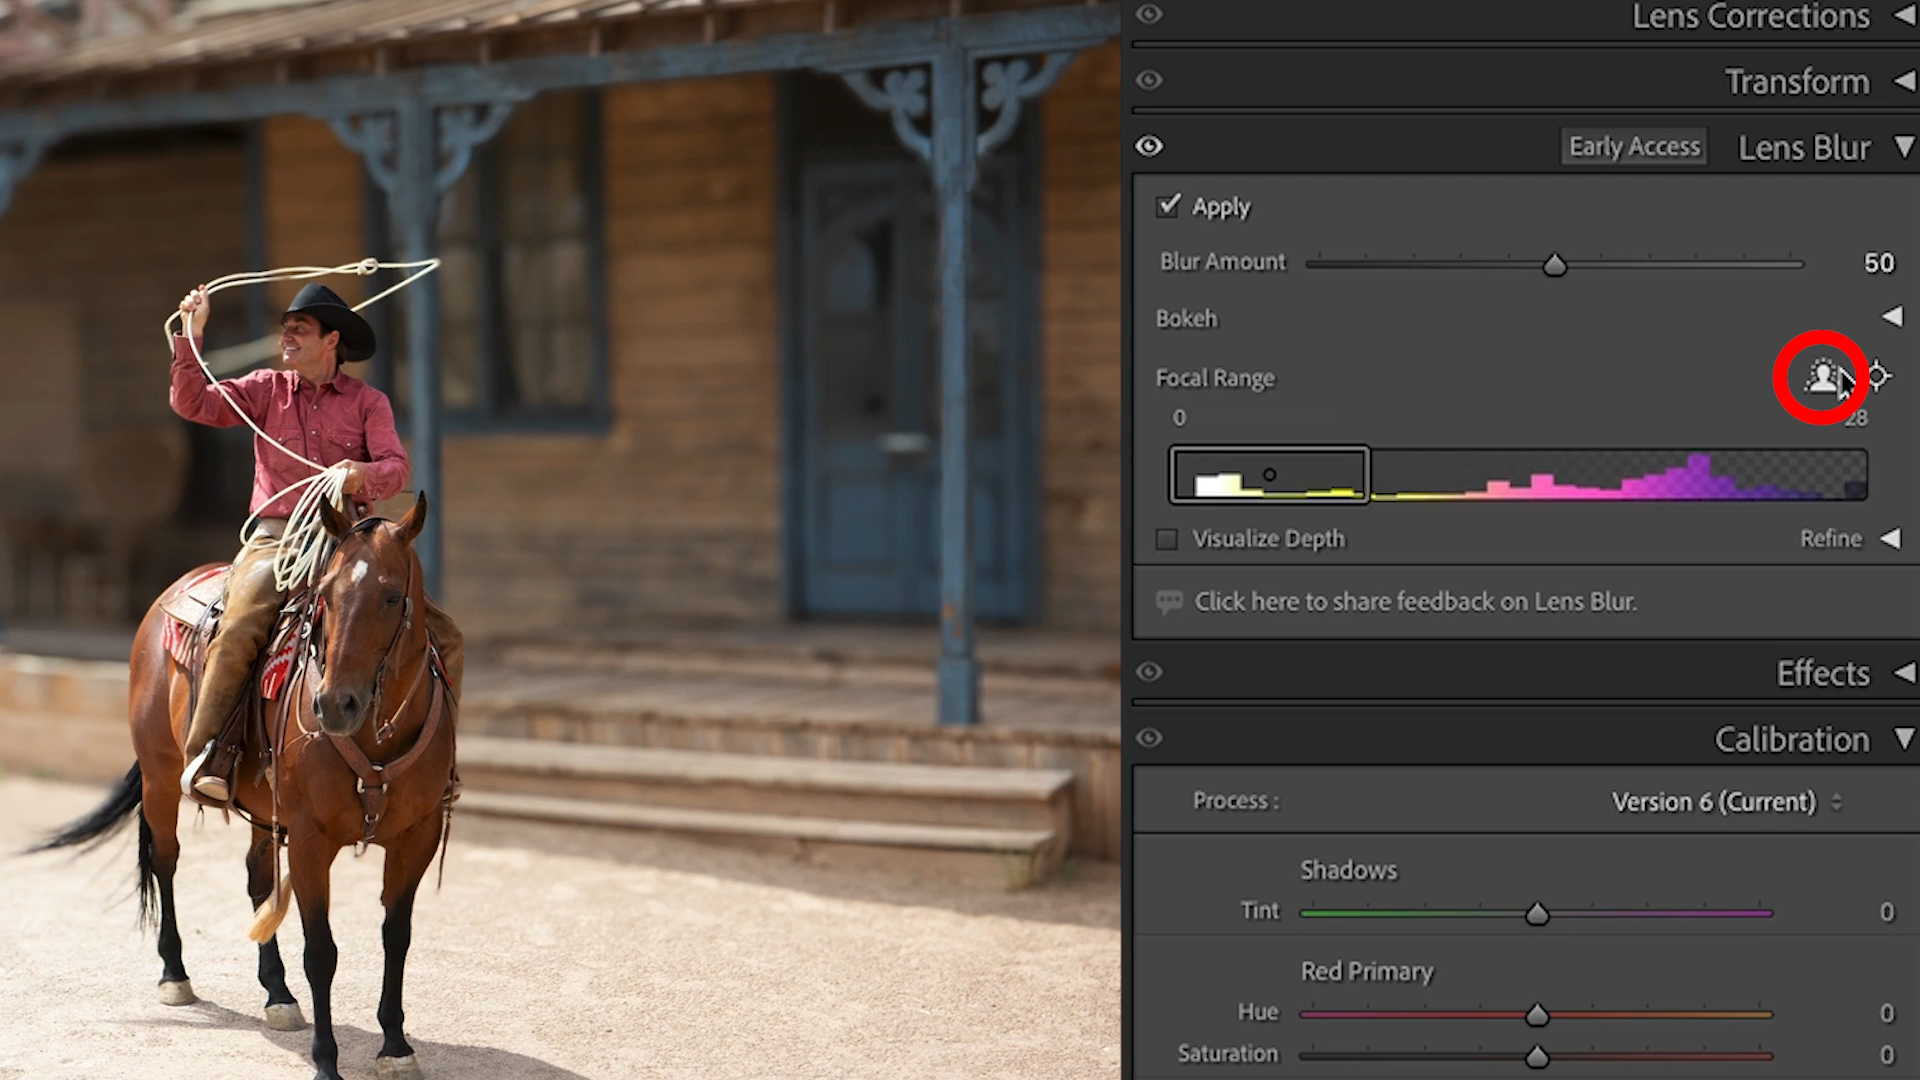 Lens Corrections
Transform
Early Access Lens Blur
Apply
Blur Amount 50
Bokeh
Focal Range
0 28
Visualize Depth Refine
Click here to share feedback on Lens Blur.
Effects
Calibration
Process : Version 6 (Current)
Shadows
Tint 0
Red Primary
Hue 0
Saturation 0